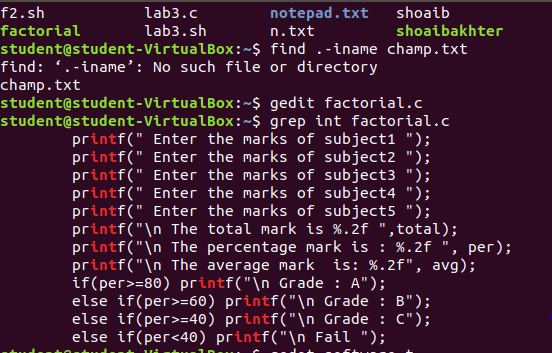 f2.sh lab3.c notepad.txt shoaib
factorial lab3.sh n.txt shoaibakhter
student@student-VirtualBox:~$ find .-iname champ.txt
find: ‘.-iname’: No such file or directory
champ.txt
student@student-VirtualBox:~$ gedit factorial.c
student@student-VirtualBox:~$ grep int factorial.c
printf(" Enter the marks of subject1 ");
printf(" Enter the marks of subject2 ");
printf(" Enter the marks of subject3 ");
printf(" Enter the marks of subject4 ");
printf(" Enter the marks of subject5 ");
printf("\n The total mark is %.2f ",total);
printf("\n The percentage mark is : %.2f ", per);
printf("\n The average mark  is: %.2f", avg);
if(per>=80) printf("\n Grade : A");
else if(per>=60) printf("\n Grade : B");
else if(per>=40) printf("\n Grade : C");
else if(per<40) printf("\n Fail ");
student@student-VirtualBox:~$